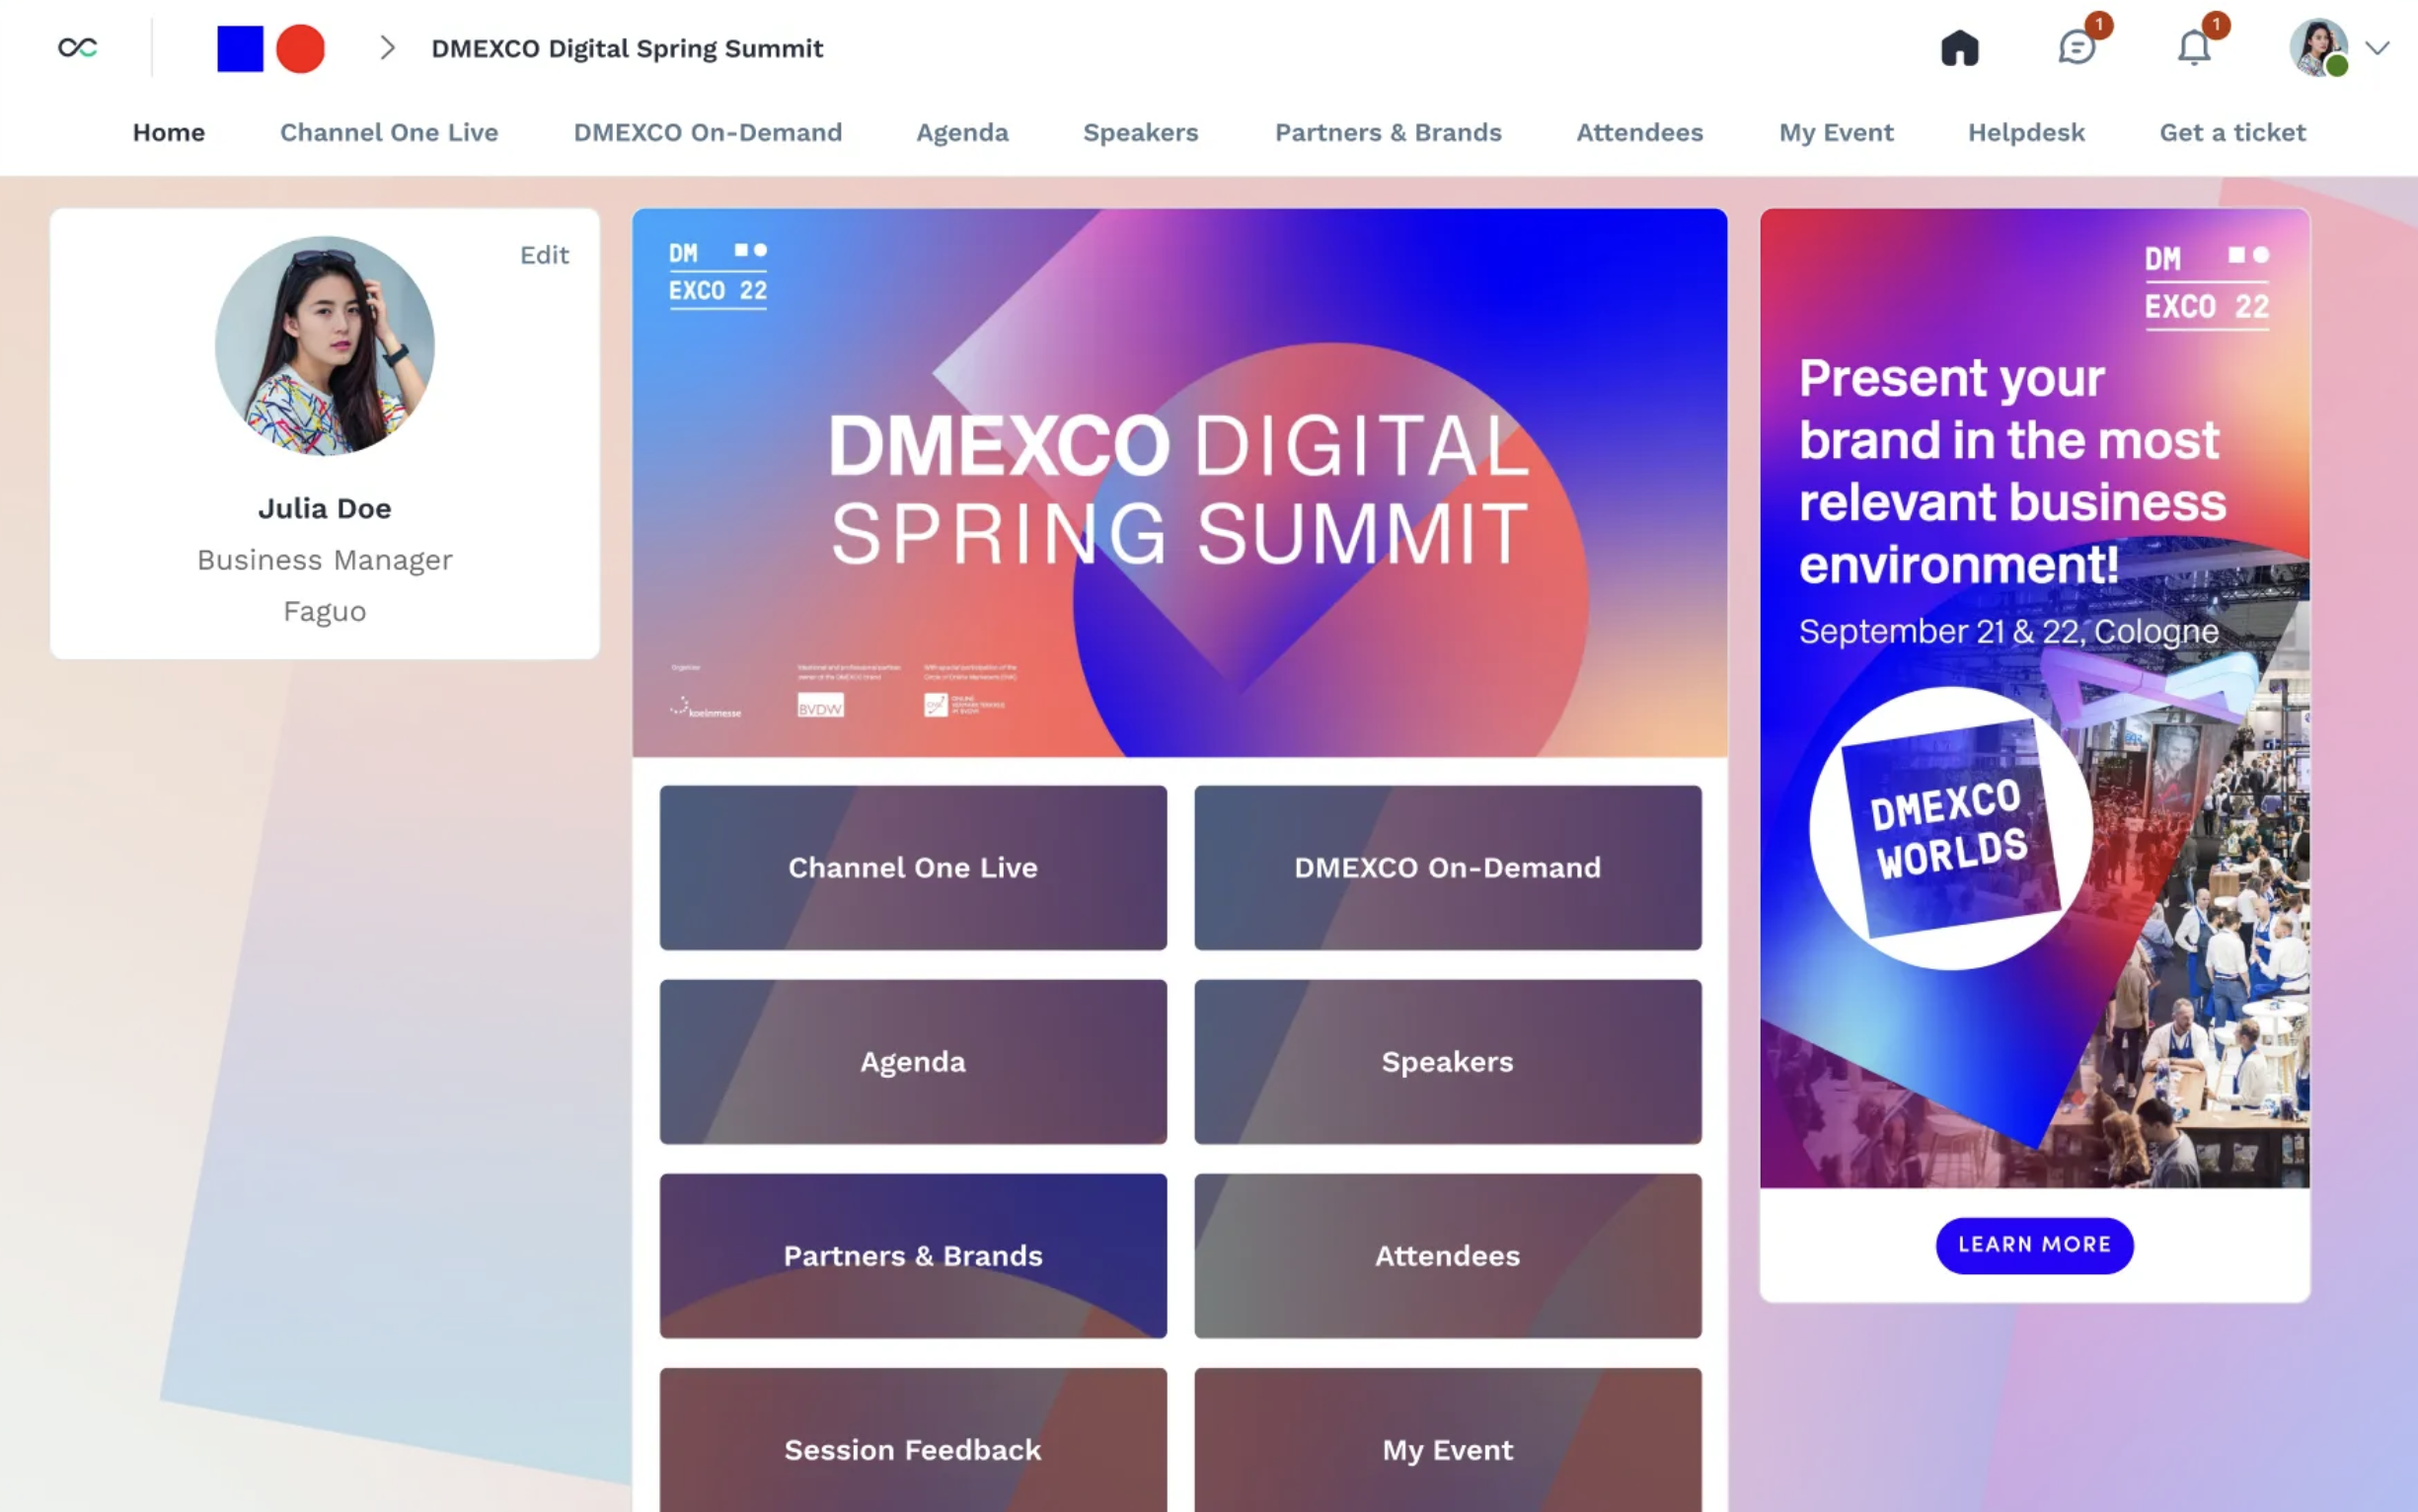 DMEXCO Digital Spring Summit
1
1
Home
Channel One Live
DMEXCO On-Demand
Agenda
Speakers
Partners & Brands
Attendees
My Event
Helpdesk
Get a ticket
Edit
Julia Doe
Business Manager
Faguo
DM
EXCO 22
DMEXCO DIGITAL
SPRING SUMMIT
Organiser
koelnmesse
BVDW
Channel One Live
DMEXCO On-Demand
Agenda
Speakers
Partners & Brands
Attendees
Session Feedback
My Event
DM
EXCO 22
Present your
brand in the most
relevant business
environment!
September 21 & 22, Cologne
DMEXCO
WORLDS
LEARN MORE